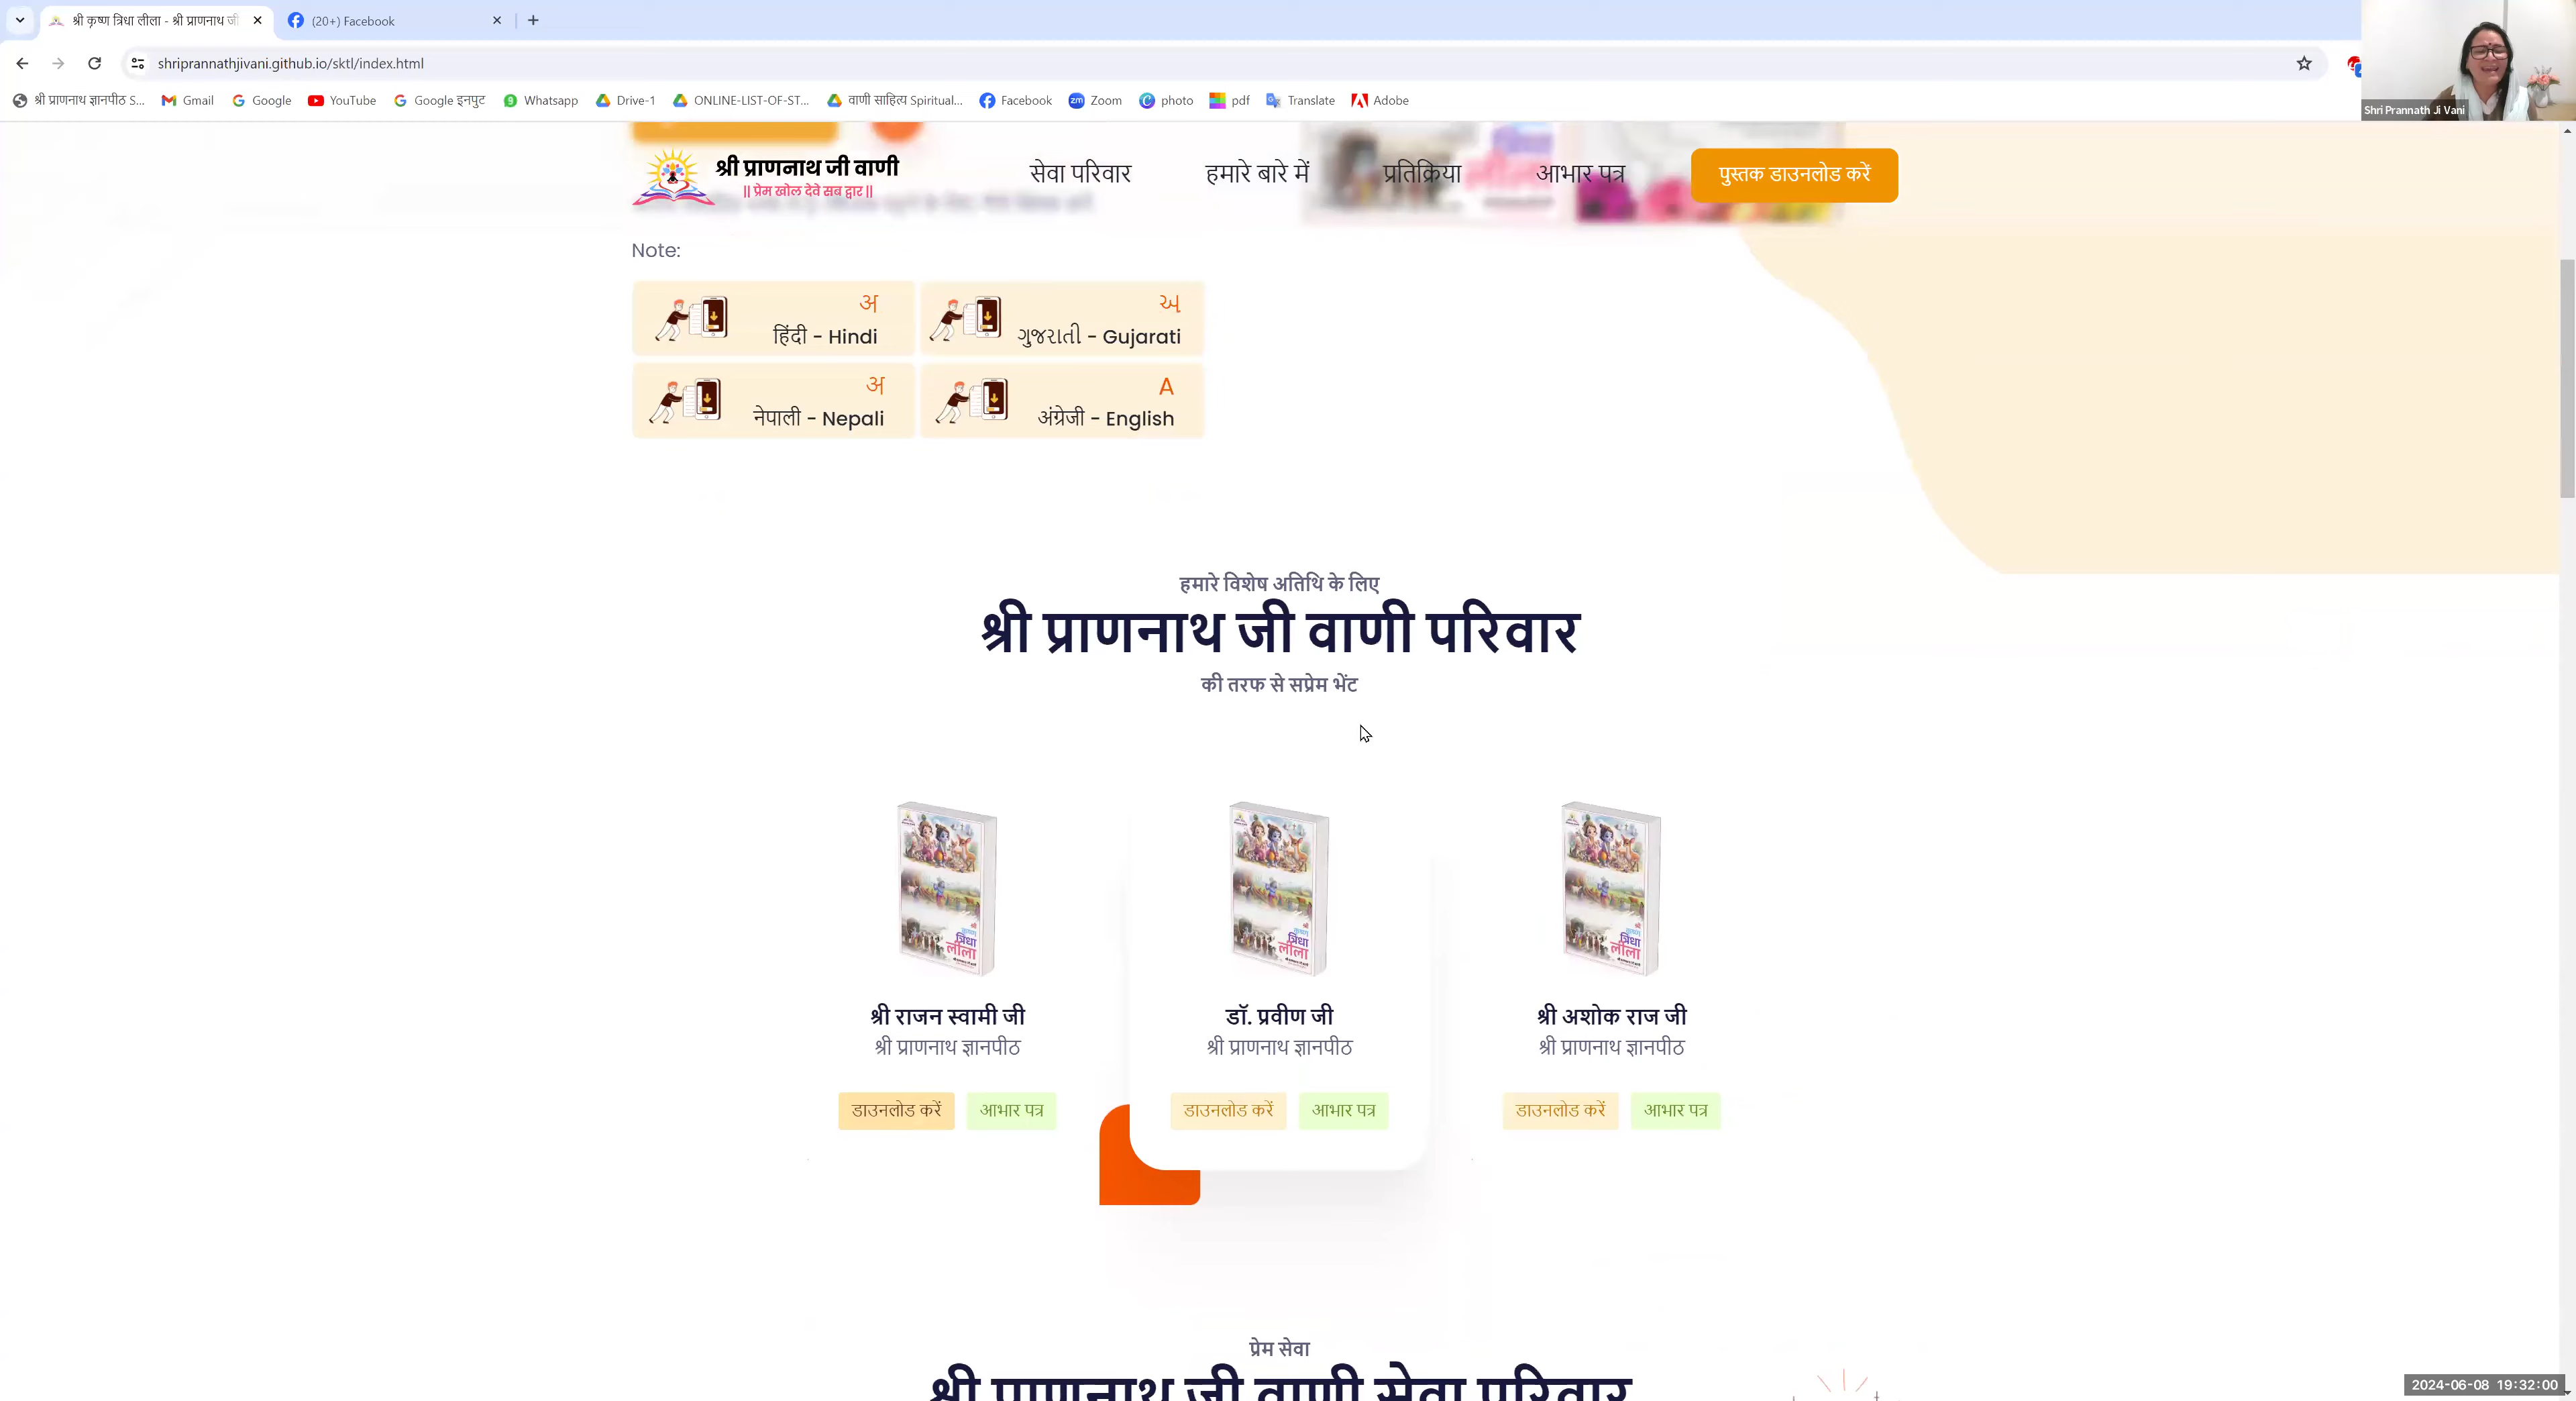 श्री कृष्ण त्रिधा लीला - श्री प्राणनाथ जी
(20+) Facebook
shriprannathjivani.github.io/sktl/index.html
श्री प्राणनाथ ज्ञानपीठ S...
Gmail
Google
YouTube
Google इनपुट
Whatsapp
Drive-1
ONLINE-LIST-OF-ST...
वाणी साहित्य Spiritual...
Facebook
Zoom
photo
pdf
Translate
Adobe
Shri Prannath Ji Vani
श्री प्राणनाथ जी वाणी
|| प्रेम खोल देवे सब द्वार ||
सेवा परिवार
हमारे बारे में
प्रतिक्रिया
आभार पत्र
पुस्तक डाउनलोड करें
Note:
अ
हिंदी - Hindi
અ
ગુજરાતી - Gujarati
अ
नेपाली - Nepali
A
अंग्रेजी - English
हमारे विशेष अतिथि के लिए
श्री प्राणनाथ जी वाणी परिवार
की तरफ से सप्रेम भेंट
त्रिधा
लीला
त्रिधा
लीला
त्रिधा
लीला
श्री राजन स्वामी जी
श्री प्राणनाथ ज्ञानपीठ
डाउनलोड करें
आभार पत्र
डॉ. प्रवीण जी
श्री प्राणनाथ ज्ञानपीठ
डाउनलोड करें
आभार पत्र
श्री अशोक राज जी
श्री प्राणनाथ ज्ञानपीठ
डाउनलोड करें
आभार पत्र
प्रेम सेवा
श्री प्राणनाथ जी वाणी सेवा परिवार
2024-06-08 19:32:00